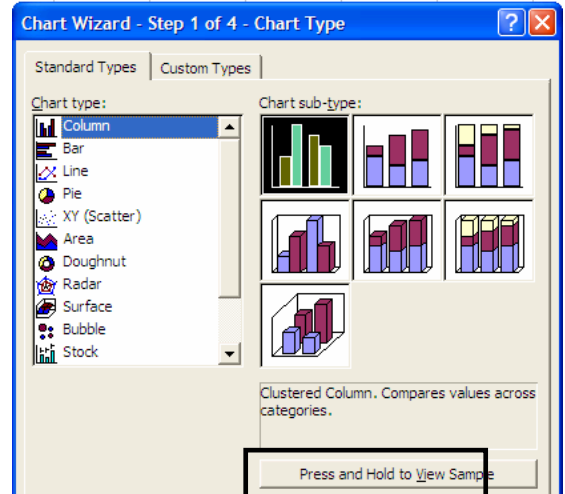 Chart Wizard - Step 1 of 4 - Chart Type
Standard Types
Custom Types
Chart type:
Column
Bar
Line
Pie
XY (Scatter)
Area
Doughnut
Radar
Surface
Bubble
Stock
Chart sub-type:
Clustered Column. Compares values across
categories.
Press and Hold to View Sample